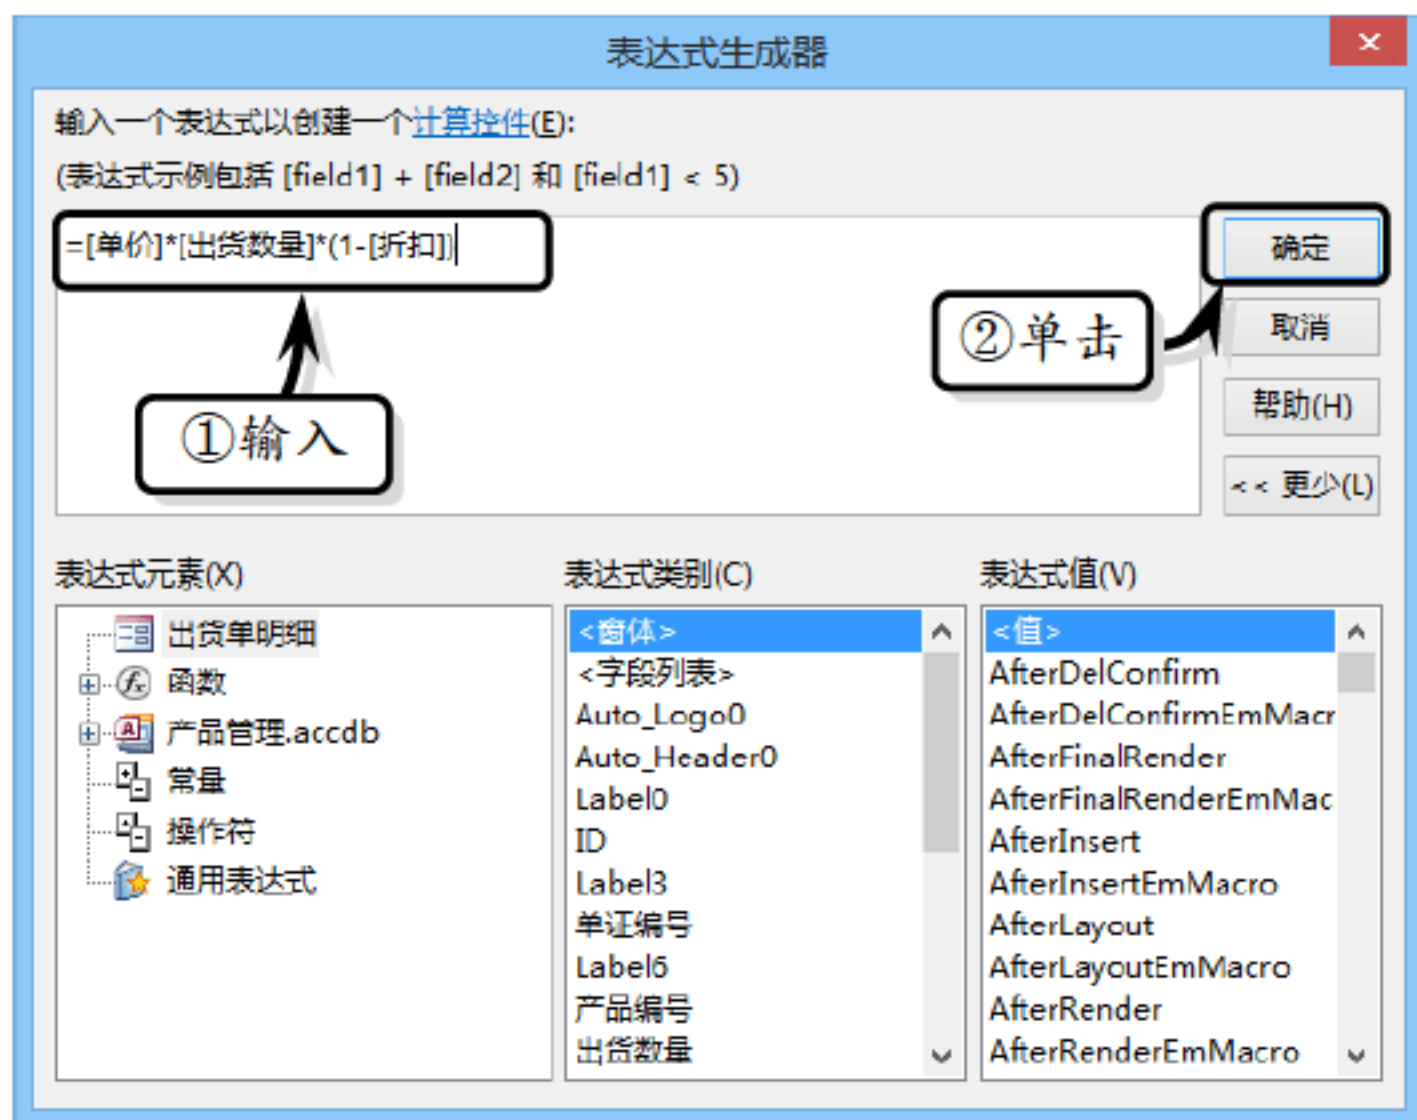 表达式生成器
输入一个表达式以创建一个计算控件(E):
(表达式示例包括 [field1] + [field2] 和 [field1] < 5)
=[单价]*[出货数量]*(1-[折扣])
确定
②单击
取消
①输入
帮助(H)
<< 更少(L)
表达式元素(X)
表达式类别(C)
表达式值(V)
出货单明细
函数
产品管理.accdb
常量
操作符
通用表达式
<窗体>
<字段列表>
Auto_Logo0
Auto_Header0
Label0
ID
Label3
单证编号
Label6
产品编号
出货数量
<值>
AfterDelConfirm
AfterDelConfirmEmMacr
AfterFinalRender
AfterFinalRenderEmMac
AfterInsert
AfterInsertEmMacro
AfterLayout
AfterLayoutEmMacro
AfterRender
AfterRenderEmMacro